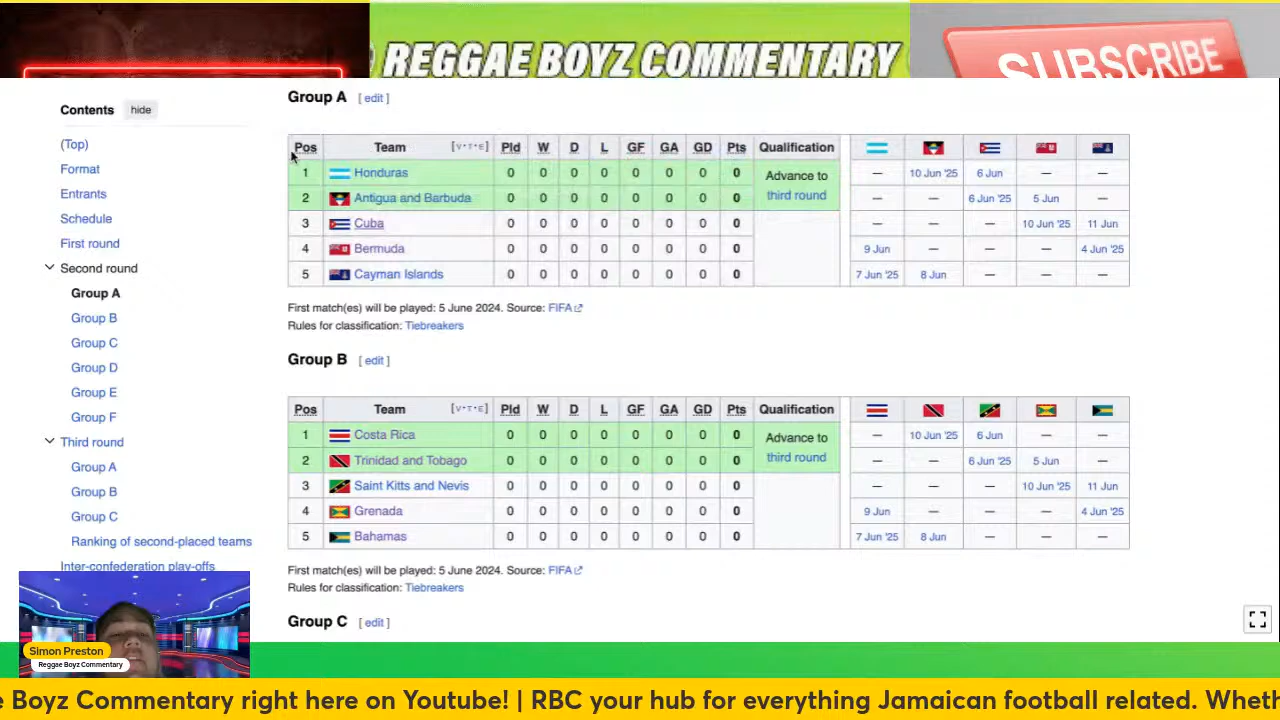 REGGAE BOYZ COMMENTARY
SUBSCRIBE
Contents hide
(Top)
Format
Entrants
Schedule
First round
Second round
Group A
Group B
Group C
Group D
Group E
Group F
Third round
Group A
Group B
Group C
Ranking of second-placed teams
Inter-confederation play-offs
Group A [ edit ]
Pos Team [V·T·E] Pld W D L GF GA GD Pts Qualification
1 Honduras 0 0 0 0 0 0 0 0 Advance to third round — 10 Jun '25 6 Jun — —
2 Antigua and Barbuda 0 0 0 0 0 0 0 0 — — 6 Jun '25 5 Jun —
3 Cuba 0 0 0 0 0 0 0 0 — — — 10 Jun '25 11 Jun
4 Bermuda 0 0 0 0 0 0 0 0 9 Jun — — — 4 Jun '25
5 Cayman Islands 0 0 0 0 0 0 0 0 7 Jun '25 8 Jun — — —
First match(es) will be played: 5 June 2024. Source: FIFA
Rules for classification: Tiebreakers
Group B [ edit ]
Pos Team [V·T·E] Pld W D L GF GA GD Pts Qualification
1 Costa Rica 0 0 0 0 0 0 0 0 Advance to third round — 10 Jun '25 6 Jun — —
2 Trinidad and Tobago 0 0 0 0 0 0 0 0 — — 6 Jun '25 5 Jun —
3 Saint Kitts and Nevis 0 0 0 0 0 0 0 0 — — — 10 Jun '25 11 Jun
4 Grenada 0 0 0 0 0 0 0 0 9 Jun — — — 4 Jun '25
5 Bahamas 0 0 0 0 0 0 0 0 7 Jun '25 8 Jun — — —
First match(es) will be played: 5 June 2024. Source: FIFA
Rules for classification: Tiebreakers
Group C [ edit ]
Simon Preston
Reggae Boyz Commentary
e Boyz Commentary right here on Youtube! | RBC your hub for everything Jamaican football related. Wheth